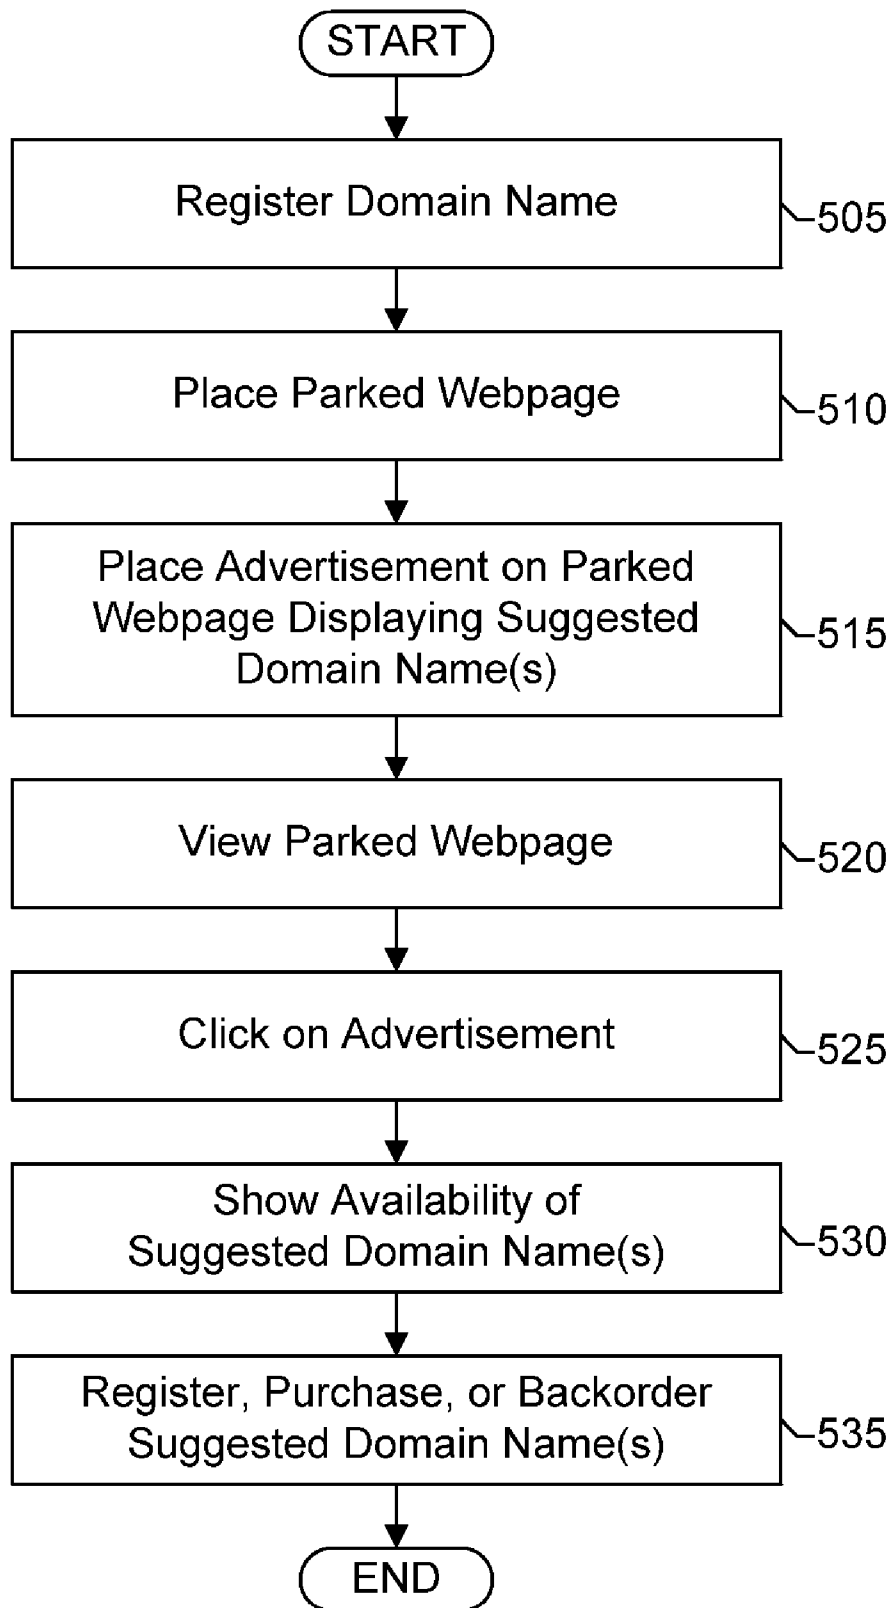 START
Register Domain Name
505
Place Parked Webpage
510
Place Advertisement on Parked
Webpage Displaying Suggested
Domain Name(s)
515
View Parked Webpage
520
Click on Advertisement
525
Show Availability of
Suggested Domain Name(s)
530
Register, Purchase, or Backorder
Suggested Domain Name(s)
535
END